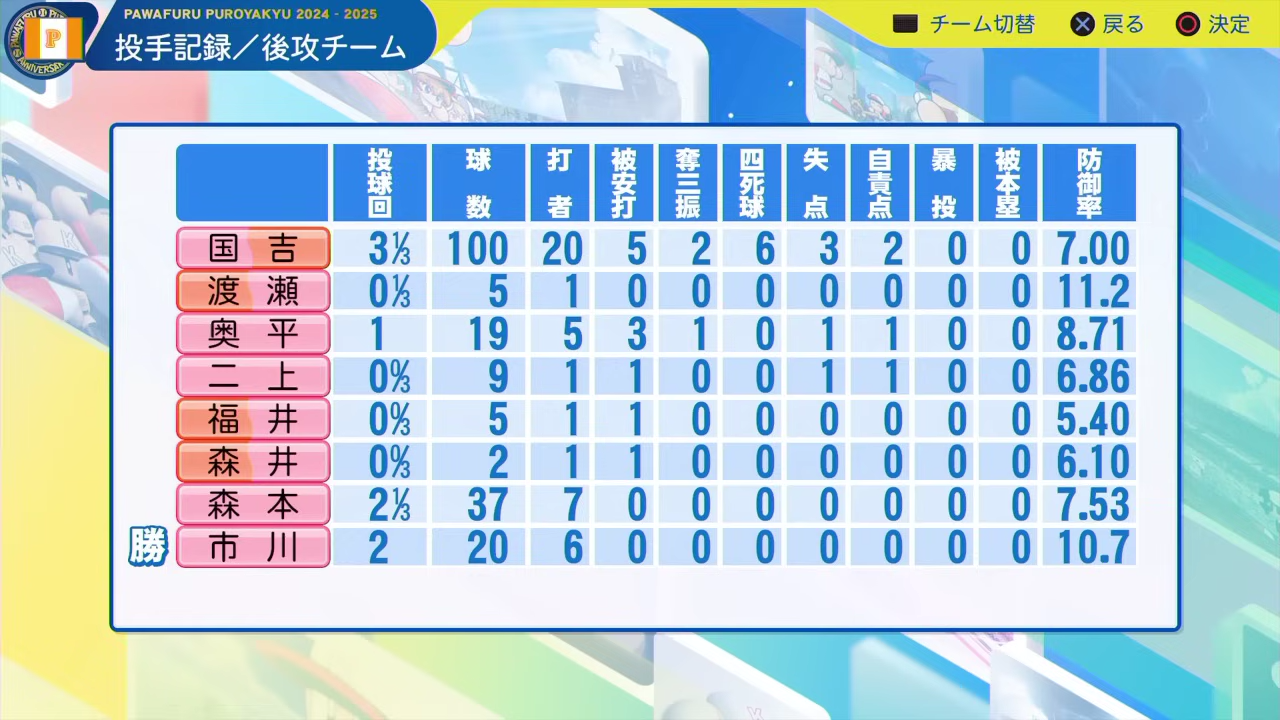 PAWAFURU PUROYAKYU 2024 - 2025
投手記録／後攻チーム
チーム切替 戻る 決定
投球回 球数 打者 被安打 奪三振 四死球 失点 自責点 暴投 被本塁 防御率
国吉 3⅓ 100 20 5 2 6 3 2 0 0 7.00
渡瀬 0⅓ 5 1 0 0 0 0 0 0 0 11.2
奥平 1 19 5 3 1 0 1 1 0 0 8.71
二上 0⁰⁄₃ 9 1 1 0 0 1 1 0 0 6.86
福井 0⁰⁄₃ 5 1 1 0 0 0 0 0 0 5.40
森井 0⁰⁄₃ 2 1 1 0 0 0 0 0 0 6.10
森本 2⅓ 37 7 0 0 0 0 0 0 0 7.53
勝 市川 2 20 6 0 0 0 0 0 0 0 10.7